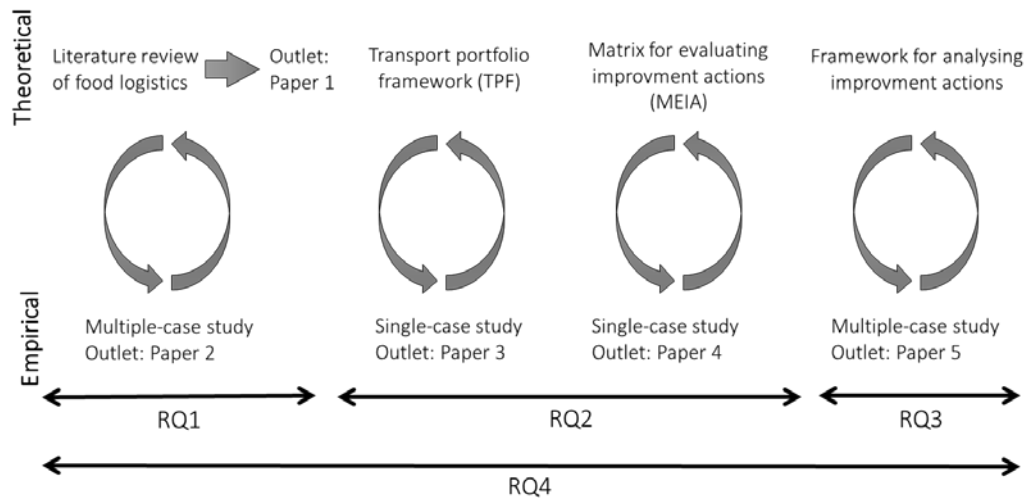 Theoretical
Literature review
of food logistics
Outlet:
Paper 1
Transport portfolio
framework (TPF)
Matrix for evaluating
improvment actions
(MEIA)
Framework for analysing
improvment actions
Empirical
Multiple-case study
Outlet: Paper 2
Single-case study
Outlet: Paper 3
Single-case study
Outlet: Paper 4
Multiple-case study
Outlet: Paper 5
RQ1
RQ2
RQ3
RQ4